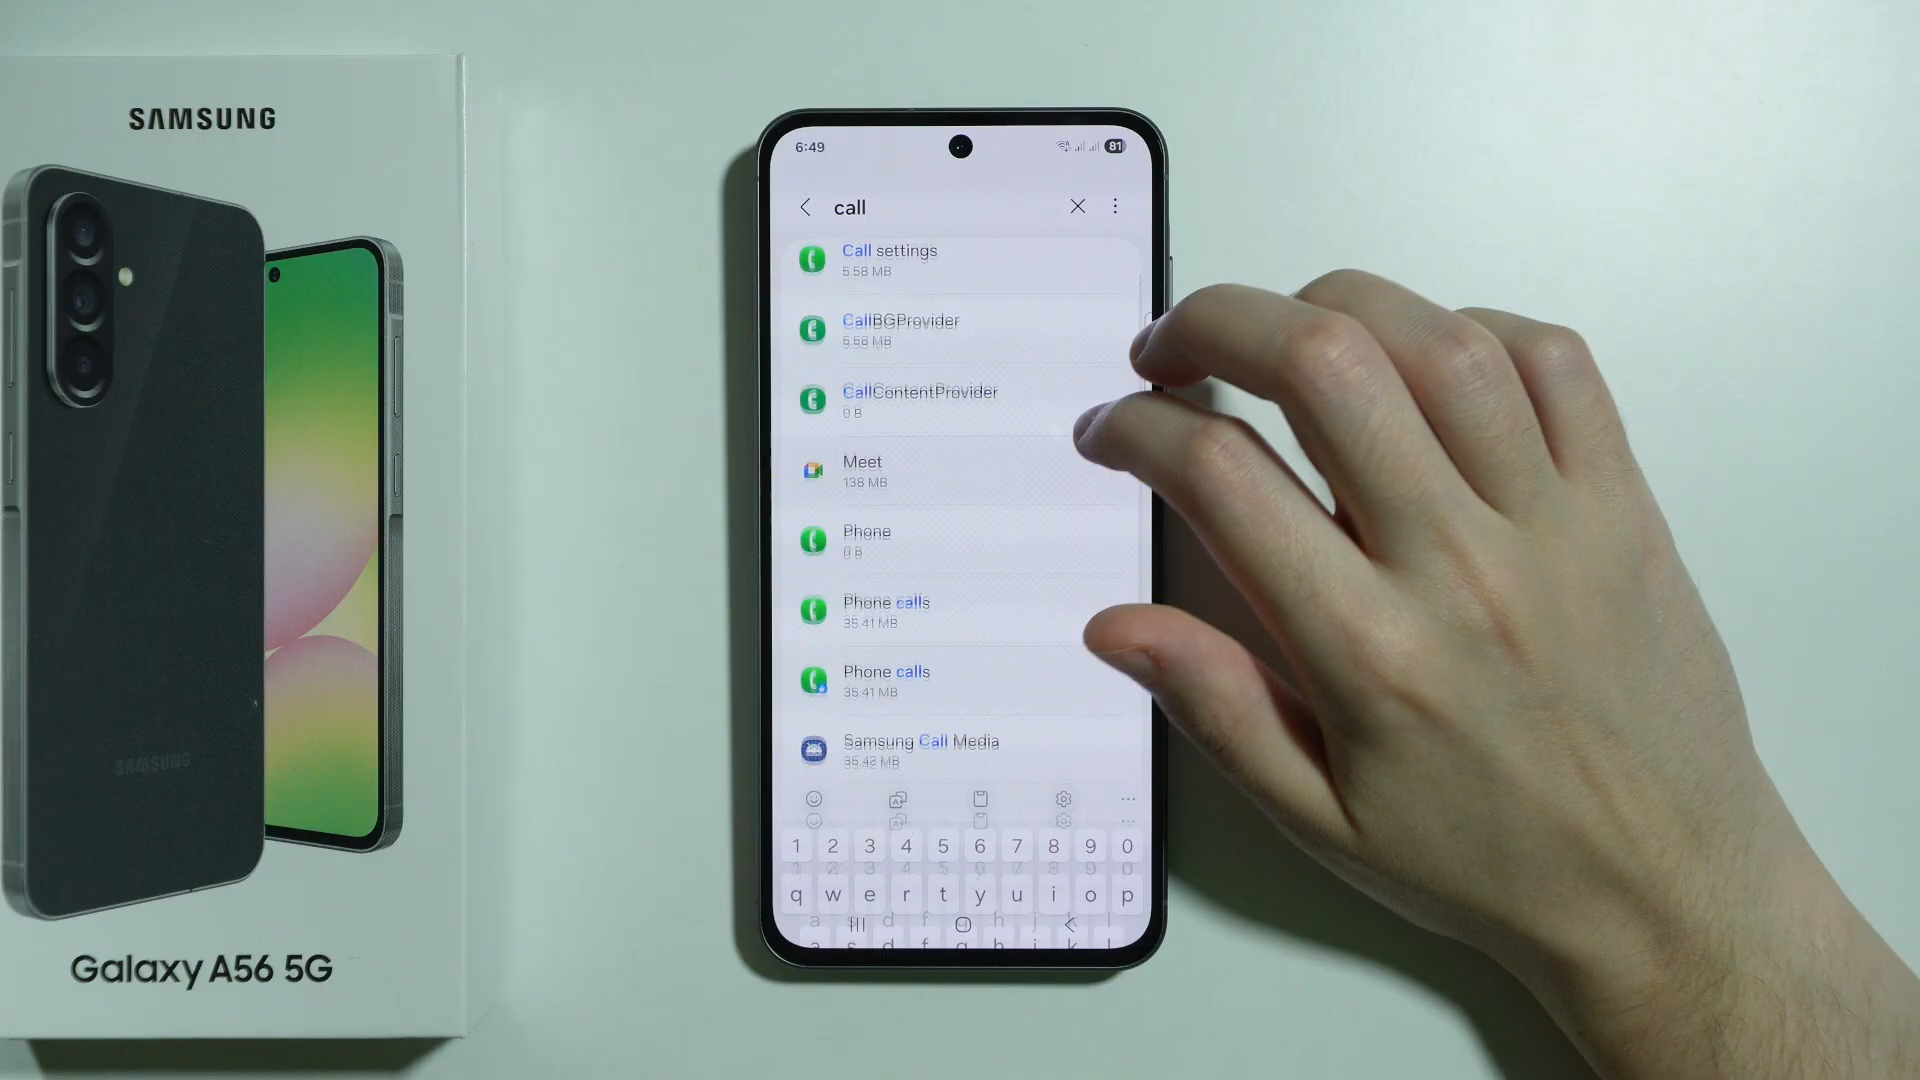 SAMSUNG
SAMSUNG
Galaxy A56 5G
6:49
81
call
Call settings
5.58 MB
CallBGProvider
5.58 MB
CallContentProvider
0 B
Meet
138 MB
Phone
0 B
Phone calls
35.41 MB
Phone calls
35.41 MB
Samsung Call Media
35.42 MB
1 2 3 4 5 6 7 8 9 0
q w e r t y u i o p
a s d f g h j k l